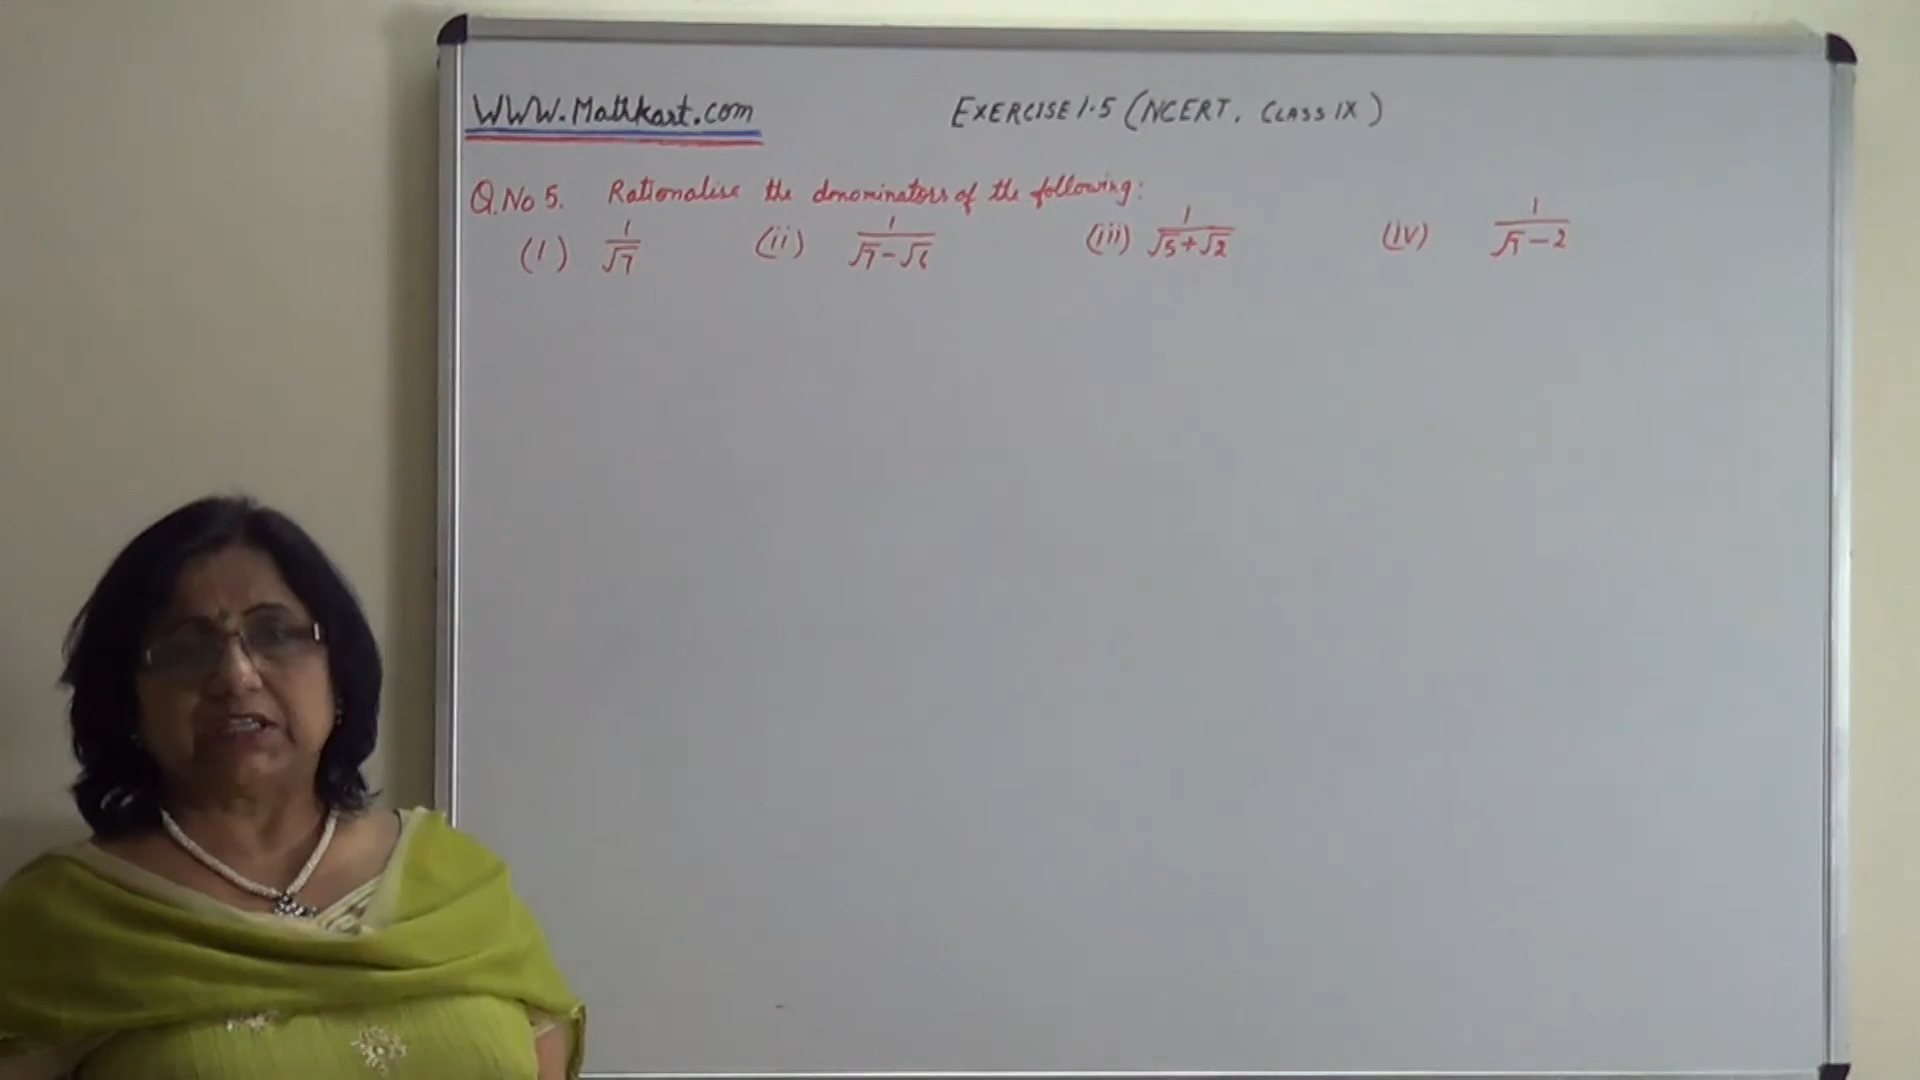 WWW.Mathkart.com EXERCISE 1.5 (NCERT, CLASS IX)
Q.No 5. Rationalise the denominators of the following:
(i) 1/√7 (ii) 1/√7-√6 (iii) 1/√5+√2 (iv) 1/√7-2